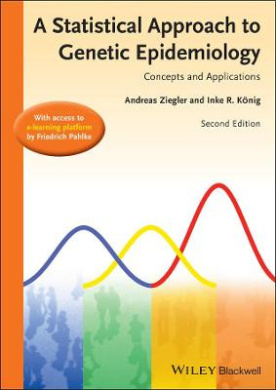 A Statistical Approach to
Genetic Epidemiology
Concepts and Applications
Andreas Ziegler and Inke R. König
Second Edition
With access to
e-learning platform
by Friedrich Pahlke
WILEY Blackwell